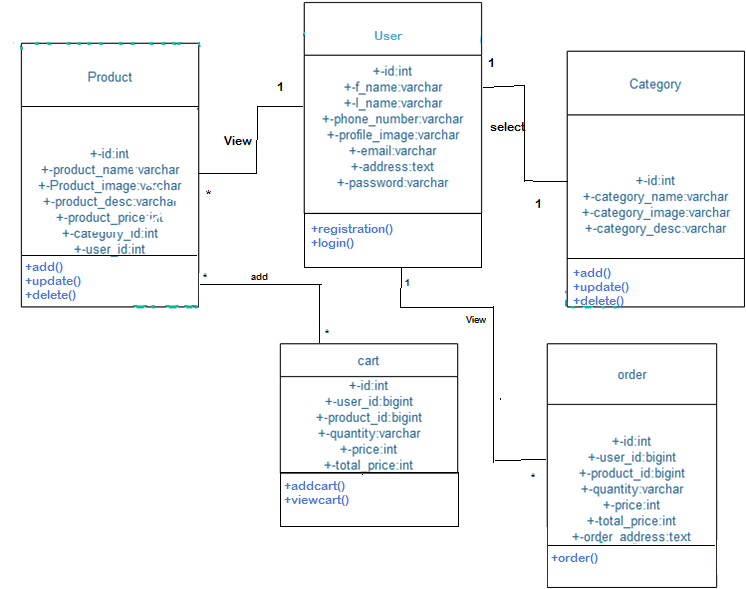 User
+-id:int
+-f_name:varchar
+-l_name:varchar
+-phone_number:varchar
+-profile_image:varchar
+-email:varchar
+-address:text
+-password:varchar
+registration()
+login()
Product
+-id:int
+-product_name:varchar
+-Product_image:varchar
+-product_desc:varchar
+-product_price:int
+-category_id:int
+-user_id:int
+add()
+update()
+delete()
1
View
*
1
select
1
Category
+-id:int
+-category_name:varchar
+-category_image:varchar
+-category_desc:varchar
+add()
+update()
+delete()
*
add
*
1
View
*
cart
+-id:int
+-user_id:bigint
+-product_id:bigint
+-quantity:varchar
+-price:int
+-total_price:int
+addcart()
+viewcart()
order
+-id:int
+-user_id:bigint
+-product_id:bigint
+-quantity:varchar
+-price:int
+-total_price:int
+-order_address:text
+order()